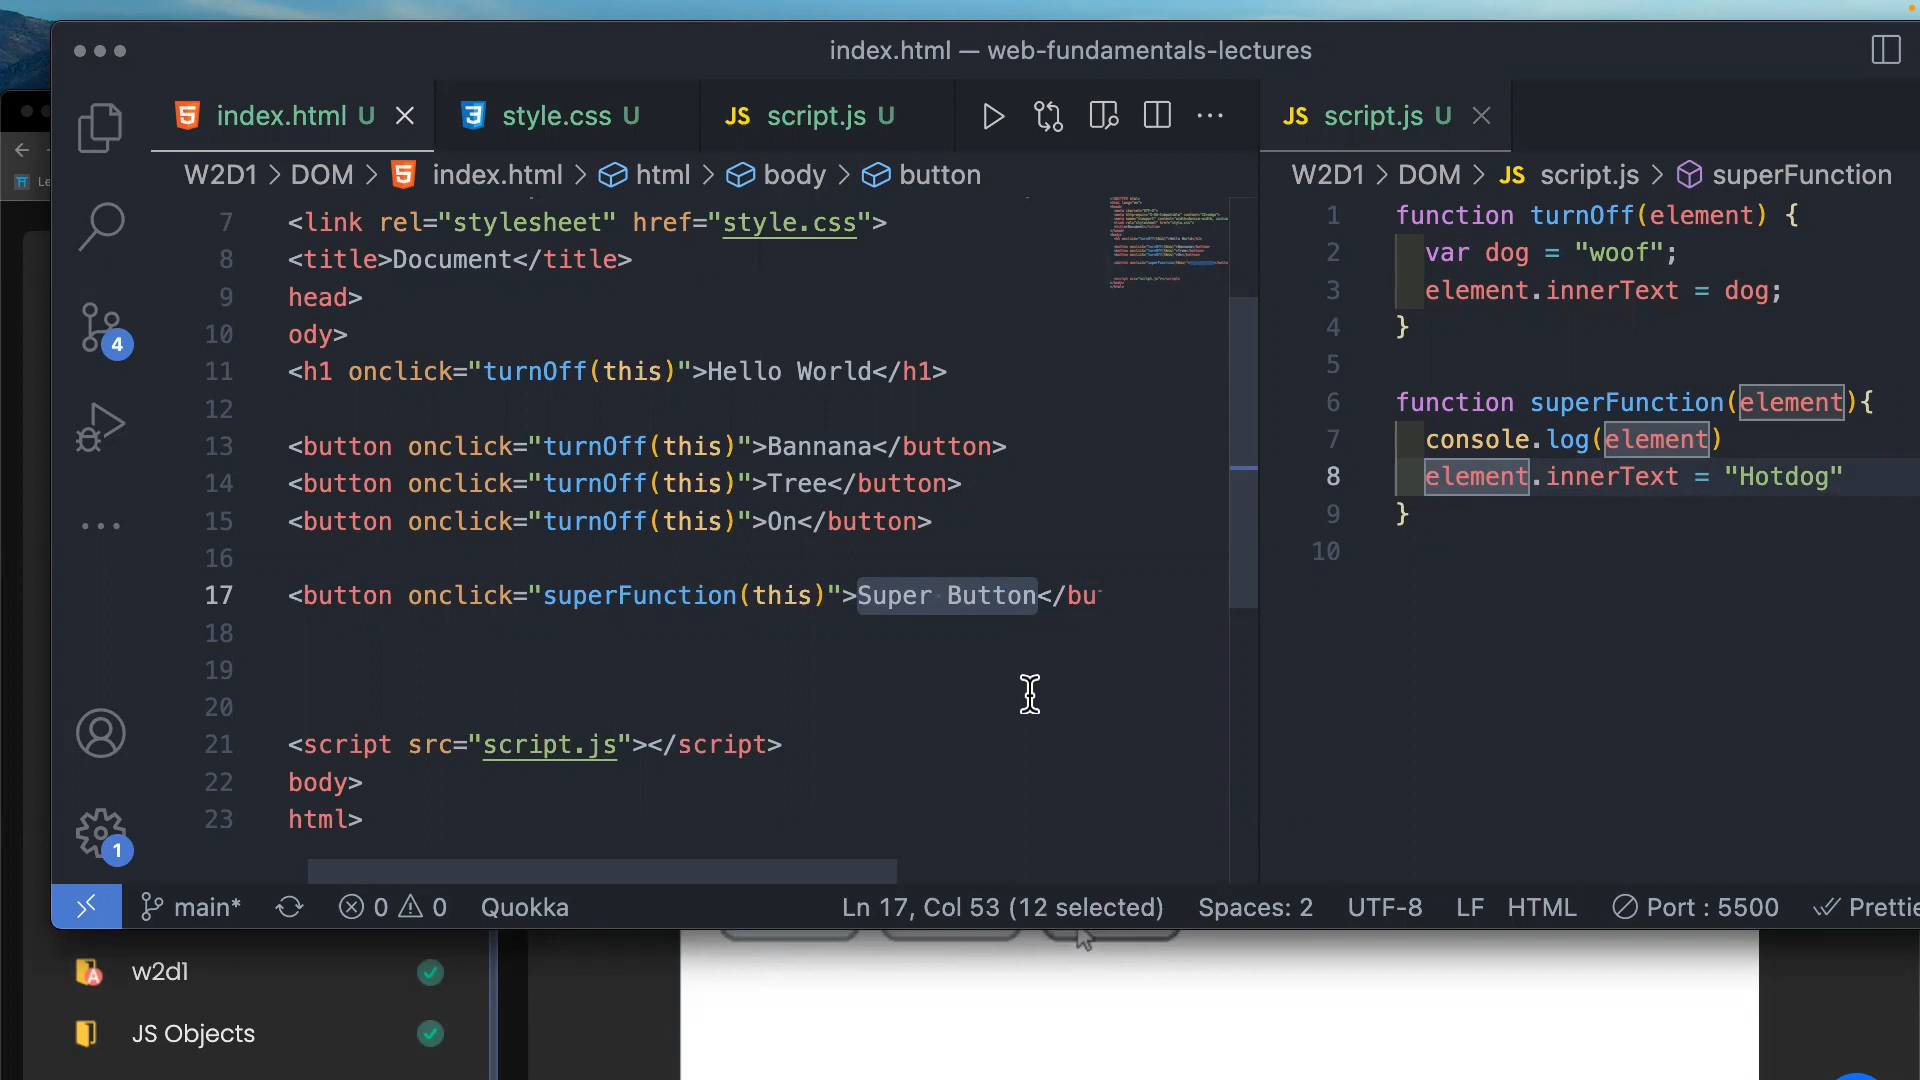 index.html — web-fundamentals-lectures
index.html U
style.css U
JS script.js U
JS script.js U
W2D1 > DOM > index.html > html > body > button
W2D1 > DOM > JS script.js > superFunction
7 <link rel="stylesheet" href="style.css">
8 <title>Document</title>
9 head>
10 ody>
11 <h1 onclick="turnOff(this)">Hello World</h1>
12
13 <button onclick="turnOff(this)">Bannana</button>
14 <button onclick="turnOff(this)">Tree</button>
15 <button onclick="turnOff(this)">On</button>
16
17 <button onclick="superFunction(this)">Super Button</bu
18
19
20
21 <script src="script.js"></script>
22 body>
23 html>
1 function turnOff(element) {
2 var dog = "woof";
3 element.innerText = dog;
4 }
5
6 function superFunction(element){
7 console.log(element)
8 element.innerText = "Hotdog"
9 }
10
4
1
main* 0 0 Quokka Ln 17, Col 53 (12 selected) Spaces: 2 UTF-8 LF HTML Port : 5500 Prettie
Le
w2d1
JS Objects